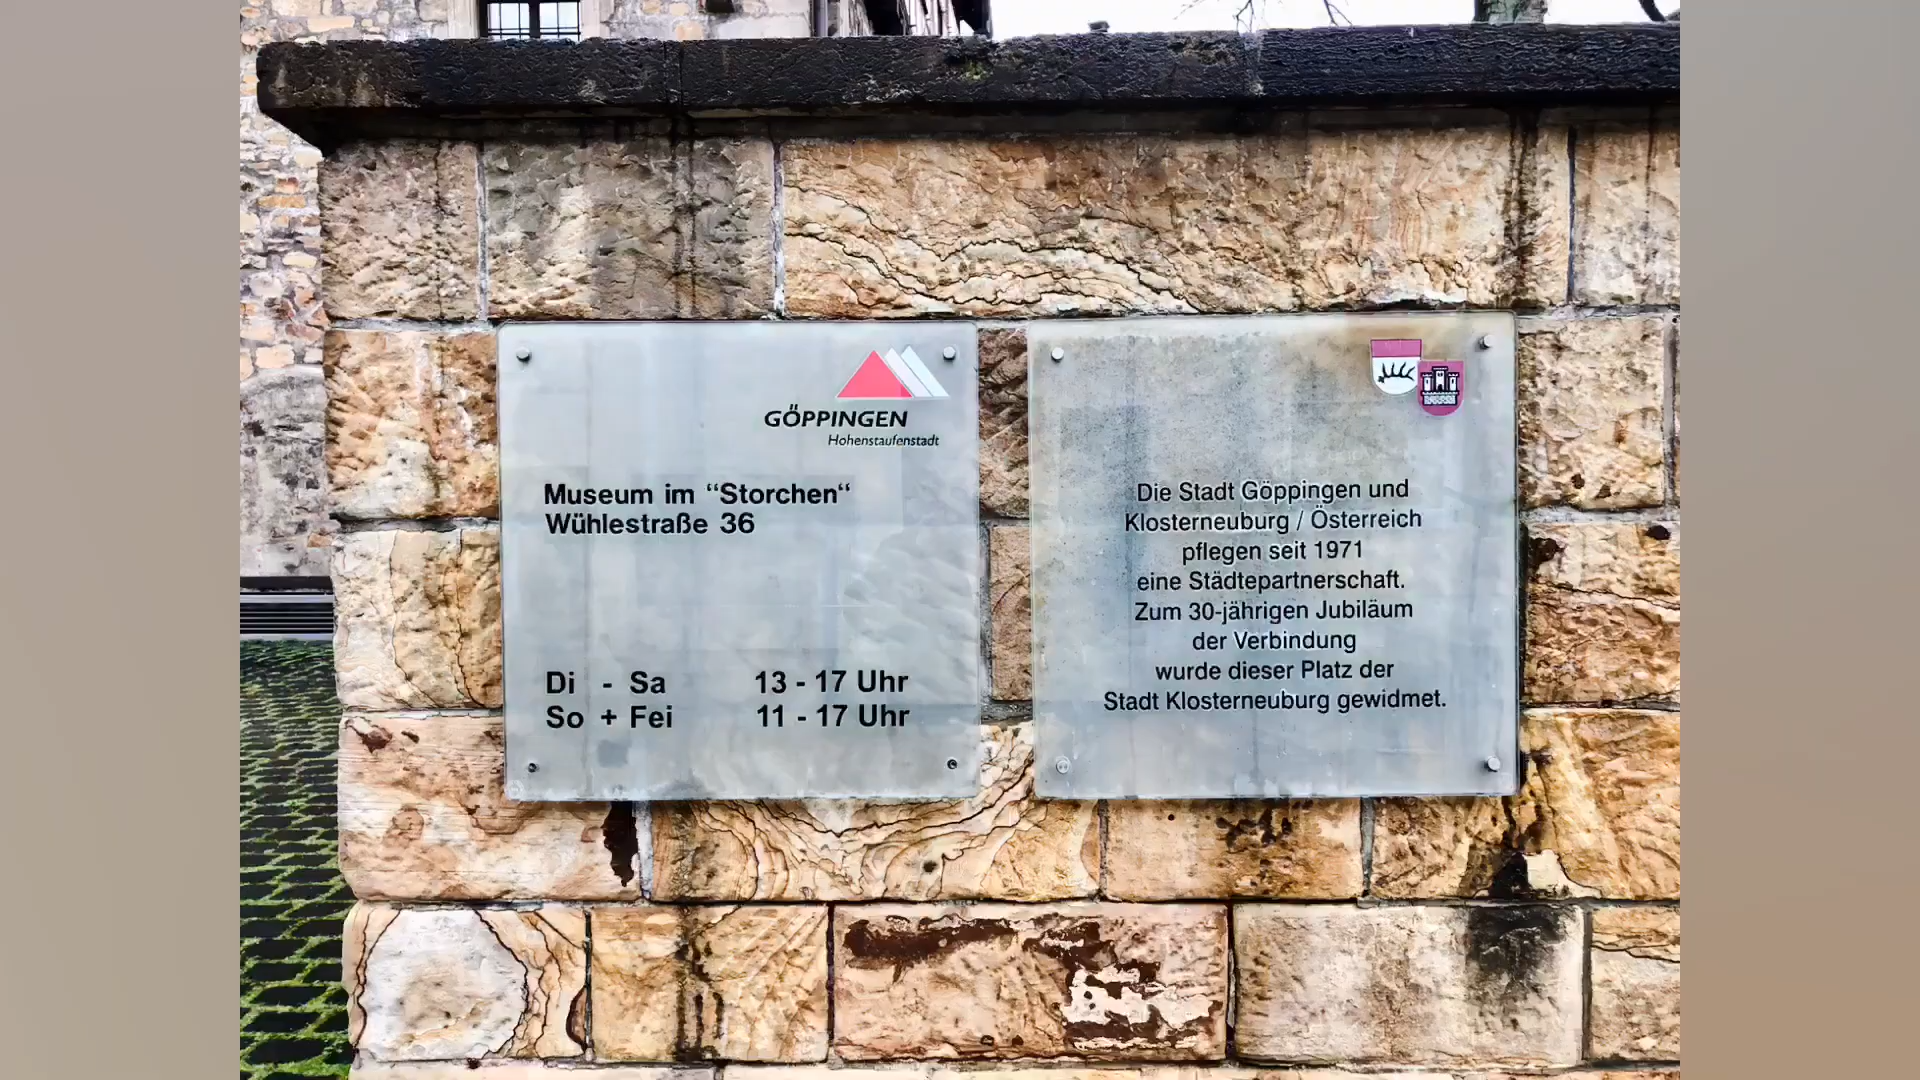 GÖPPINGEN
Hohenstaufenstadt
Museum im “Storchen“
Wühlestraße 36
Di - Sa 13 - 17 Uhr
So + Fei 11 - 17 Uhr
Die Stadt Göppingen und
Klosterneuburg / Österreich
pflegen seit 1971
eine Städtepartnerschaft.
Zum 30-jährigen Jubiläum
der Verbindung
wurde dieser Platz der
Stadt Klosterneuburg gewidmet.